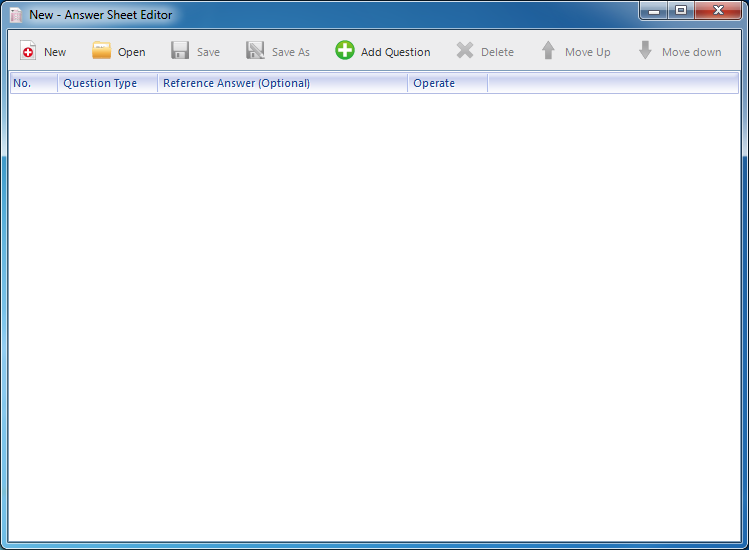 New - Answer Sheet Editor
New Open Save Save As Add Question Delete Move Up Move down
No. Question Type Reference Answer (Optional) Operate